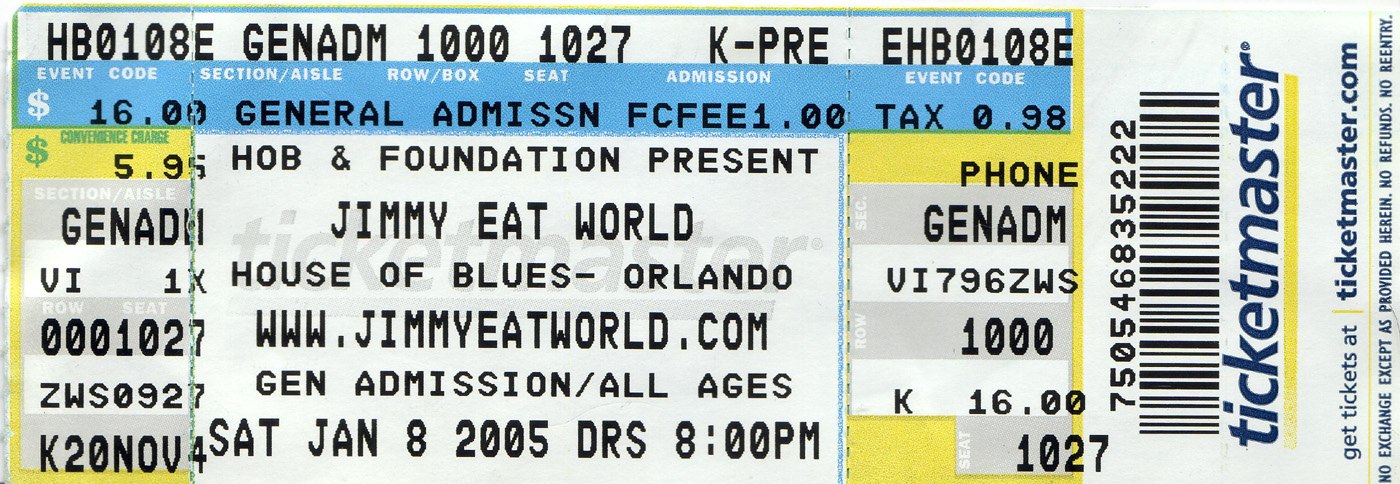 HB0108E GENADM 1000 1027 K-PRE EHB0108E
EVENT CODE SECTION/AISLE ROW/BOX SEAT ADMISSION EVENT CODE
$ 16.00 GENERAL ADMISSN FCFEE1.00 TAX 0.98
CONVENIENCE CHARGE
$ 5.95 HOB & FOUNDATION PRESENT PHONE
SECTION/AISLE
GENADM JIMMY EAT WORLD SEC. GENADM
ticketmaster®
VI 1X HOUSE OF BLUES- ORLANDO VI796ZWS
ROW SEAT
0001027 WWW.JIMMYEATWORLD.COM ROW 1000
ZWS0927 GEN ADMISSION/ALL AGES K 16.00
K20NOV4 SAT JAN 8 2005 DRS 8:00PM SEAT 1027
750546835222
ticketmaster®
get tickets at | ticketmaster.com
NO EXCHANGE EXCEPT AS PROVIDED HEREIN. NO REFUNDS. NO REENTRY.